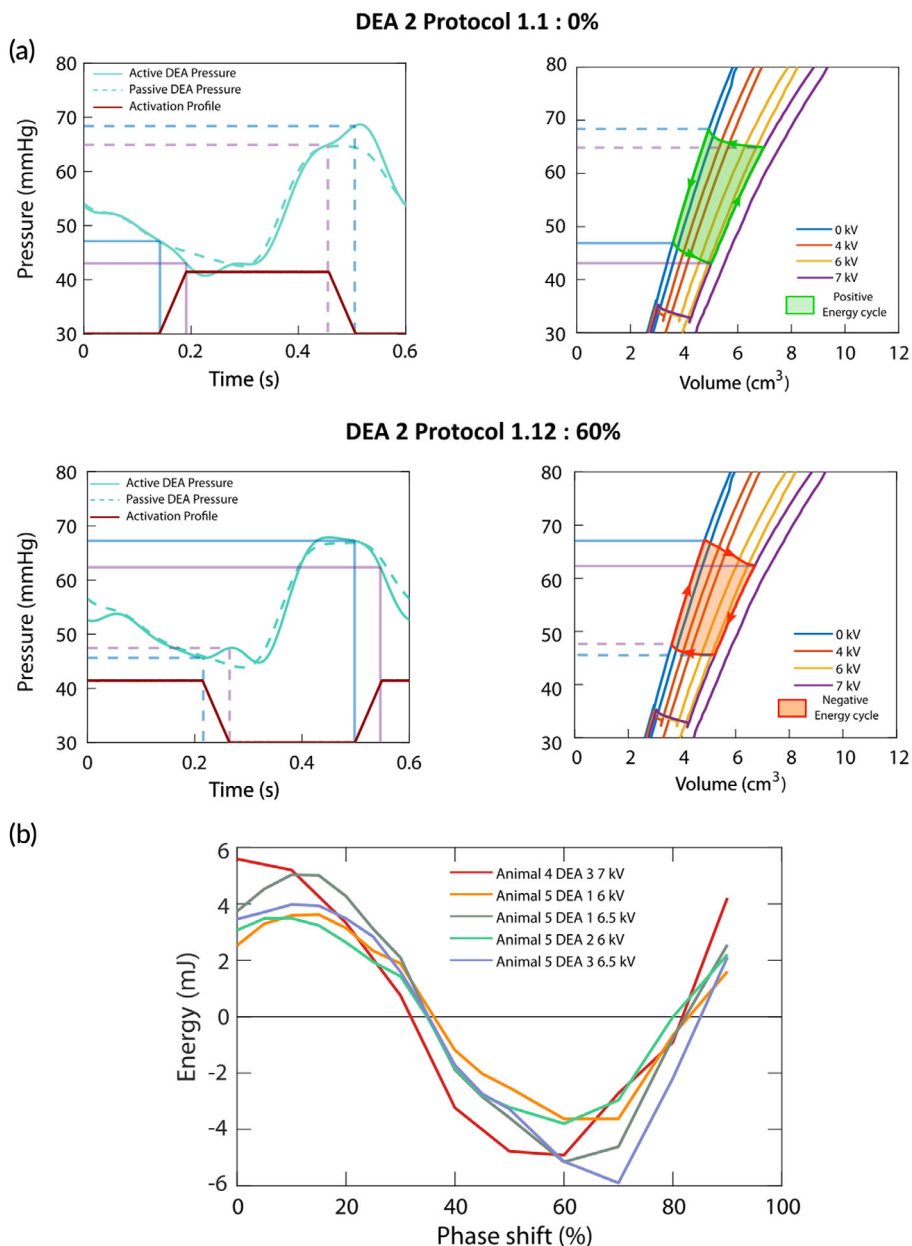 DEA 2 Protocol 1.1 : 0%
(a)
Active DEA Pressure
Passive DEA Pressure
Activation Profile
80
70
60
50
40
30
Pressure (mmHg)
0
0.2
0.4
0.6
Time (s)
80
70
60
50
40
30
0 kV
4 kV
6 kV
7 kV
Positive
Energy cycle
0
2
4
6
8
10
12
Volume (cm³)
DEA 2 Protocol 1.12 : 60%
Active DEA Pressure
Passive DEA Pressure
Activation Profile
80
70
60
50
40
30
Pressure (mmHg)
0
0.2
0.4
0.6
Time (s)
80
70
60
50
40
30
0 kV
4 kV
6 kV
7 kV
Negative
Energy cycle
0
2
4
6
8
10
12
Volume (cm³)
(b)
Animal 4 DEA 3 7 kV
Animal 5 DEA 1 6 kV
Animal 5 DEA 1 6.5 kV
Animal 5 DEA 2 6 kV
Animal 5 DEA 3 6.5 kV
6
4
2
0
-2
-4
-6
Energy (mJ)
0
20
40
60
80
100
Phase shift (%)